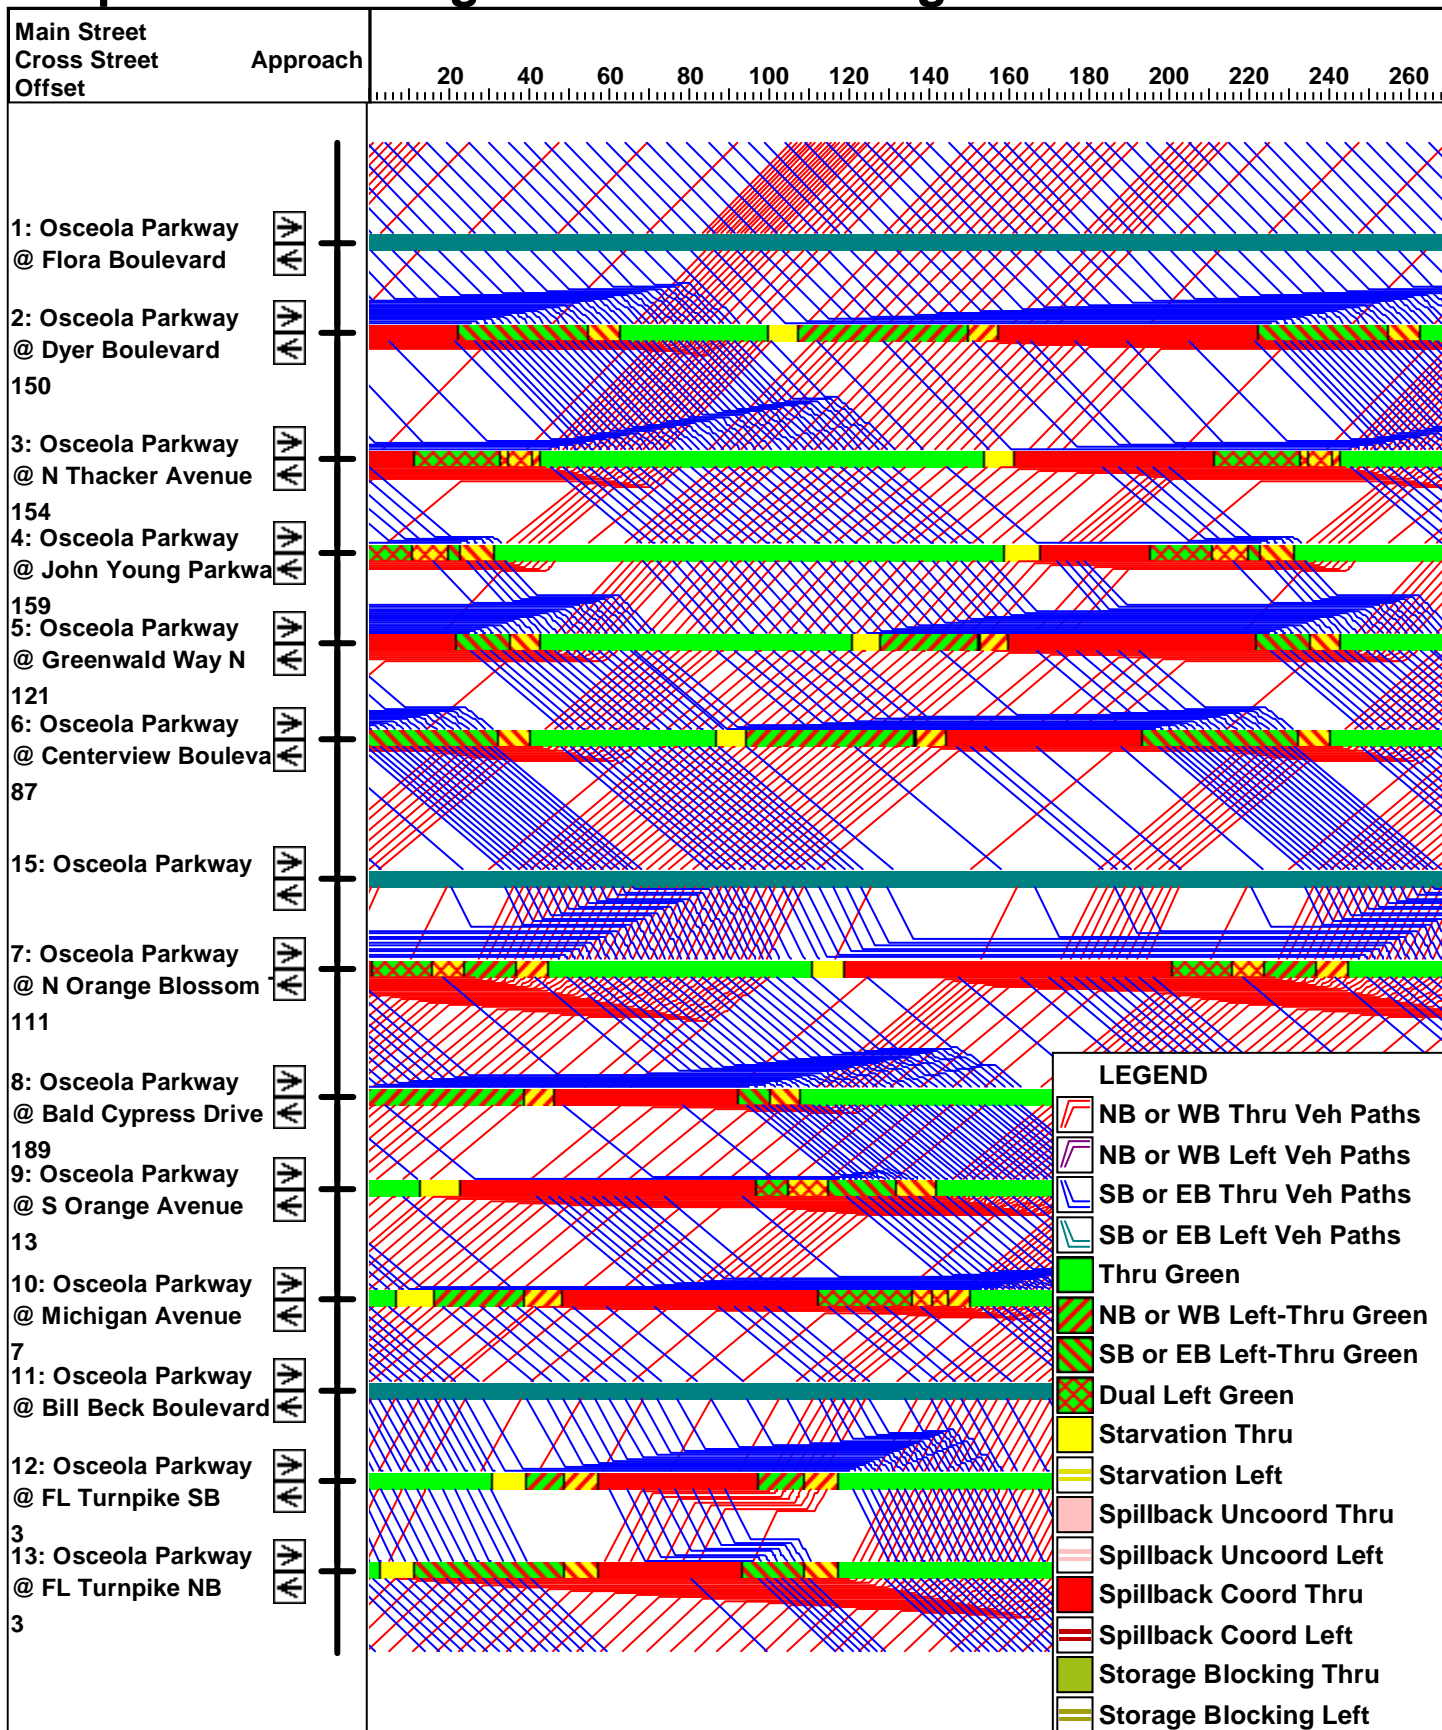 Main Street
Cross Street Approach
Offset
20 40 60 80 100 120 140 160 180 200 220 240 260
1: Osceola Parkway
@ Flora Boulevard
2: Osceola Parkway
@ Dyer Boulevard
150
3: Osceola Parkway
@ N Thacker Avenue
154
4: Osceola Parkway
@ John Young Parkwa
159
5: Osceola Parkway
@ Greenwald Way N
121
6: Osceola Parkway
@ Centerview Bouleva
87
15: Osceola Parkway
7: Osceola Parkway
@ N Orange Blossom
111
8: Osceola Parkway
@ Bald Cypress Drive
189
9: Osceola Parkway
@ S Orange Avenue
13
10: Osceola Parkway
@ Michigan Avenue
7
11: Osceola Parkway
@ Bill Beck Boulevard
12: Osceola Parkway
@ FL Turnpike SB
3
13: Osceola Parkway
@ FL Turnpike NB
3
LEGEND
NB or WB Thru Veh Paths
NB or WB Left Veh Paths
SB or EB Thru Veh Paths
SB or EB Left Veh Paths
Thru Green
NB or WB Left-Thru Green
SB or EB Left-Thru Green
Dual Left Green
Starvation Thru
Starvation Left
Spillback Uncoord Thru
Spillback Uncoord Left
Spillback Coord Thru
Spillback Coord Left
Storage Blocking Thru
Storage Blocking Left